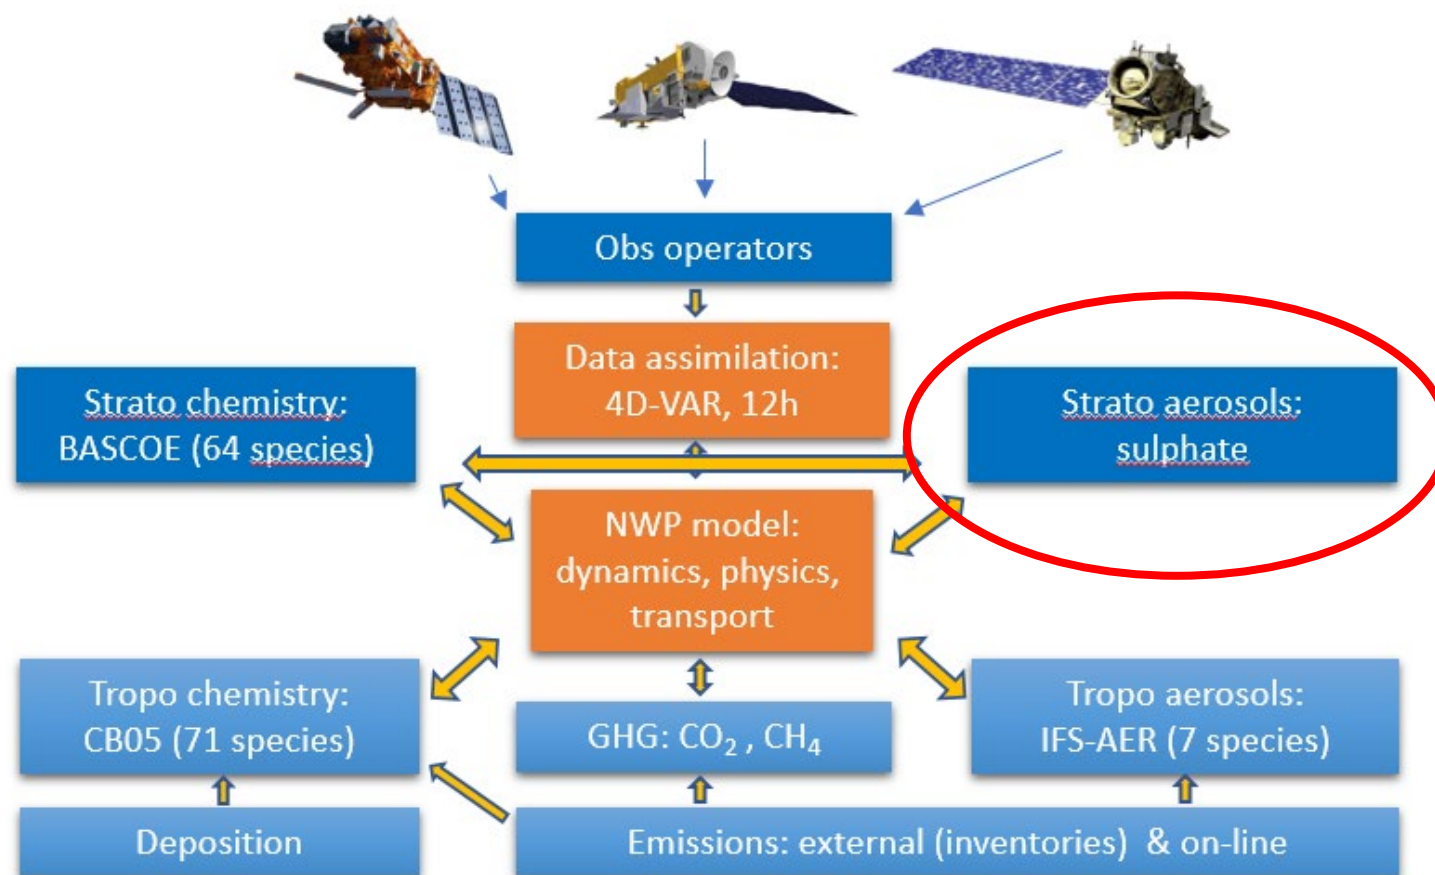 Obs operators
Data assimilation:
4D-VAR, 12h
Strato chemistry:
BASCOE (64 species)
Strato aerosols:
sulphate
NWP model:
dynamics, physics,
transport
Tropo chemistry:
CB05 (71 species)
GHG: CO₂ , CH₄
Tropo aerosols:
IFS-AER (7 species)
Deposition
Emissions: external (inventories) & on-line